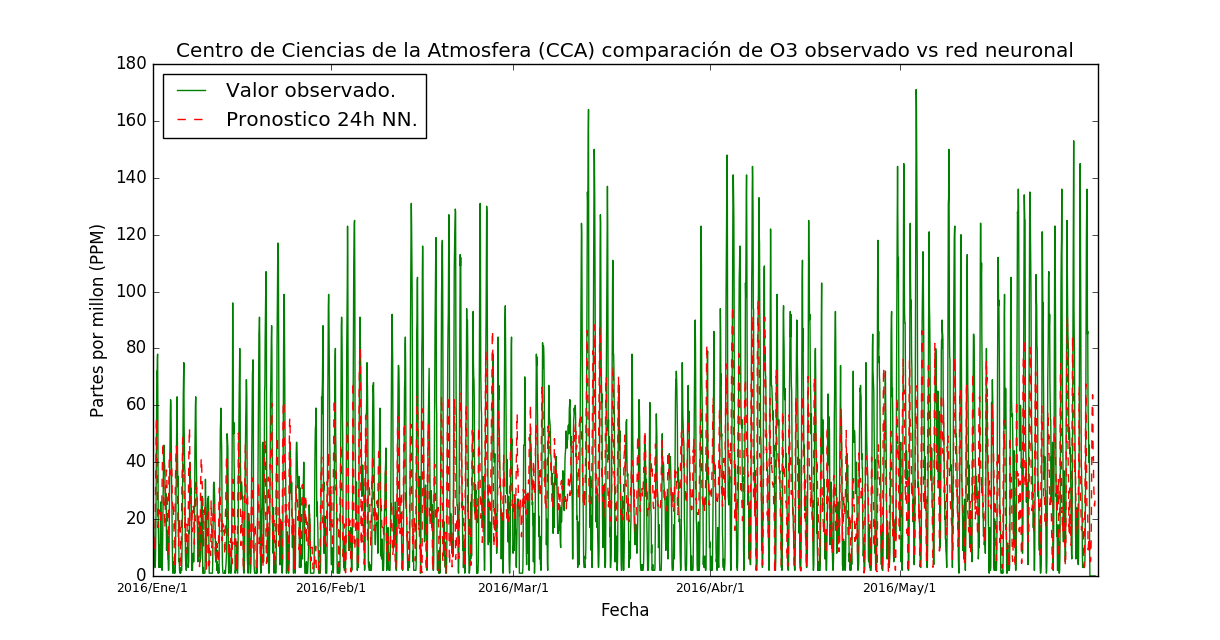 Centro de Ciencias de la Atmosfera (CCA) comparación de O3 observado vs red neuronal
Valor observado.
Pronostico 24h NN.
Partes por millon (PPM)
180
160
140
120
100
80
60
40
20
0
2016/Ene/1 2016/Feb/1 2016/Mar/1 2016/Abr/1 2016/May/1
Fecha